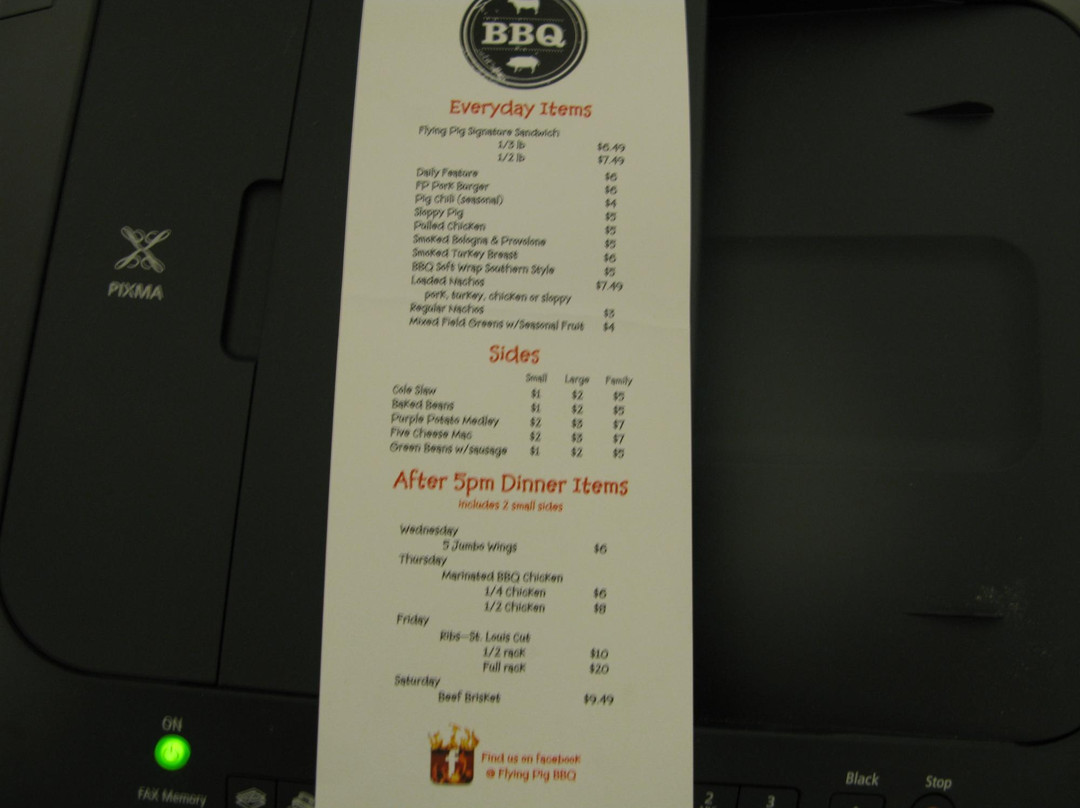 BBQ
Everyday Items
Flying Pig Signature Sandwich
1/3 lb $6.49
1/2 lb $7.49
Daily Feature $6
FP Pork Burger $6
Pig Chili (seasonal) $4
Sloppy Pig $5
Pulled Chicken $5
Smoked Bologna & Provolone $5
Smoked Turkey Breast $6
BBQ Soft Wrap Southern Style $5
Loaded Nachos $7.49
pork, turkey, chicken or sloppy
Regular Nachos $3
Mixed Field Greens w/Seasonal Fruit $4
Sides
Small Large Family
Cole Slaw $1 $2 $5
Baked Beans $1 $2 $5
Purple Potato Medley $2 $3 $7
Five Cheese Mac $2 $3 $7
Green Beans w/sausage $1 $2 $5
After 5pm Dinner Items
includes 2 small sides
Wednesday
5 Jumbo Wings $6
Thursday
Marinated BBQ Chicken
1/4 Chicken $6
1/2 Chicken $8
Friday
Ribs—St. Louis Cut
1/2 rack $10
Full rack $20
Saturday
Beef Brisket $9.49
f
Find us on facebook
@ Flying Pig BBQ
PIXMA
ON
FAX Memory
2
3
Black
Stop